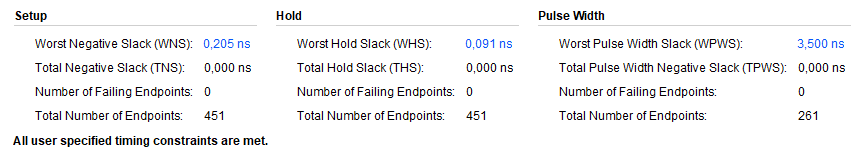 Setup Hold Pulse Width
Worst Negative Slack (WNS): 0,205 ns Worst Hold Slack (WHS): 0,091 ns Worst Pulse Width Slack (WPWS): 3,500 ns
Total Negative Slack (TNS): 0,000 ns Total Hold Slack (THS): 0,000 ns Total Pulse Width Negative Slack (TPWS): 0,000 ns
Number of Failing Endpoints: 0 Number of Failing Endpoints: 0 Number of Failing Endpoints: 0
Total Number of Endpoints: 451 Total Number of Endpoints: 451 Total Number of Endpoints: 261
All user specified timing constraints are met.